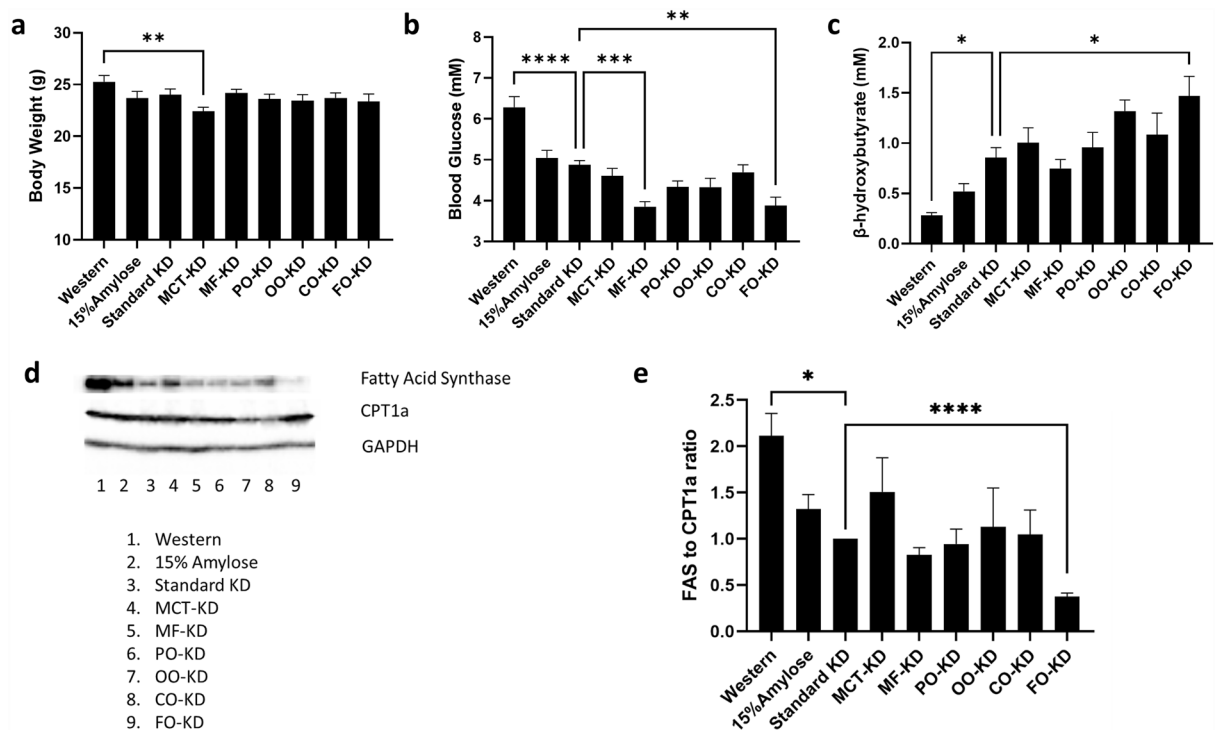 a
**
Body Weight (g)
30
25
20
15
10
Western
15%Amylose
Standard KD
MCT-KD
MF-KD
PO-KD
OO-KD
CO-KD
FO-KD
b
**
****
***
Blood Glucose (mM)
8
7
6
5
4
3
Western
15%Amylose
Standard KD
MCT-KD
MF-KD
PO-KD
OO-KD
CO-KD
FO-KD
c
*
*
β-hydroxybutyrate (mM)
2.0
1.5
1.0
0.5
0.0
Western
15%Amylose
Standard KD
MCT-KD
MF-KD
PO-KD
OO-KD
CO-KD
FO-KD
d
Fatty Acid Synthase
CPT1a
GAPDH
1 2 3 4 5 6 7 8 9
1. Western
2. 15% Amylose
3. Standard KD
4. MCT-KD
5. MF-KD
6. PO-KD
7. OO-KD
8. CO-KD
9. FO-KD
e
*
****
FAS to CPT1a ratio
2.5
2.0
1.5
1.0
0.5
0.0
Western
15%Amylose
Standard KD
MCT-KD
MF-KD
PO-KD
OO-KD
CO-KD
FO-KD